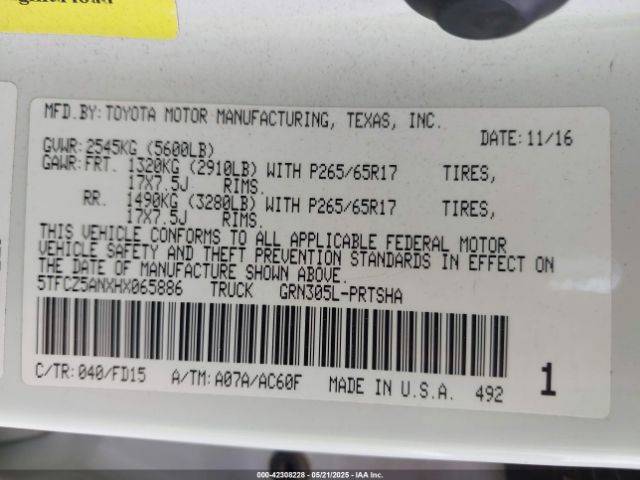 MFD.BY: TOYOTA MOTOR MANUFACTURING, TEXAS, INC.
DATE: 11/16
GVWR: 2545KG (5600LB)
GAWR: FRT. 1320KG (2910LB) WITH P265/65R17 TIRES,
17X7.5J RIMS.
RR. 1490KG (3280LB) WITH P265/65R17 TIRES,
17X7.5J RIMS.
THIS VEHICLE CONFORMS TO ALL APPLICABLE FEDERAL MOTOR
VEHICLE SAFETY AND THEFT PREVENTION STANDARDS IN EFFECT ON
THE DATE OF MANUFACTURE SHOWN ABOVE.
5TFCZ5ANXHX065886 TRUCK GRN305L-PRTSHA
C/TR: 040/FD15 A/TM: A07A/AC60F MADE IN U.S.A. 492 1
00-42308228 - 05/21/2025 - IAA Inc.